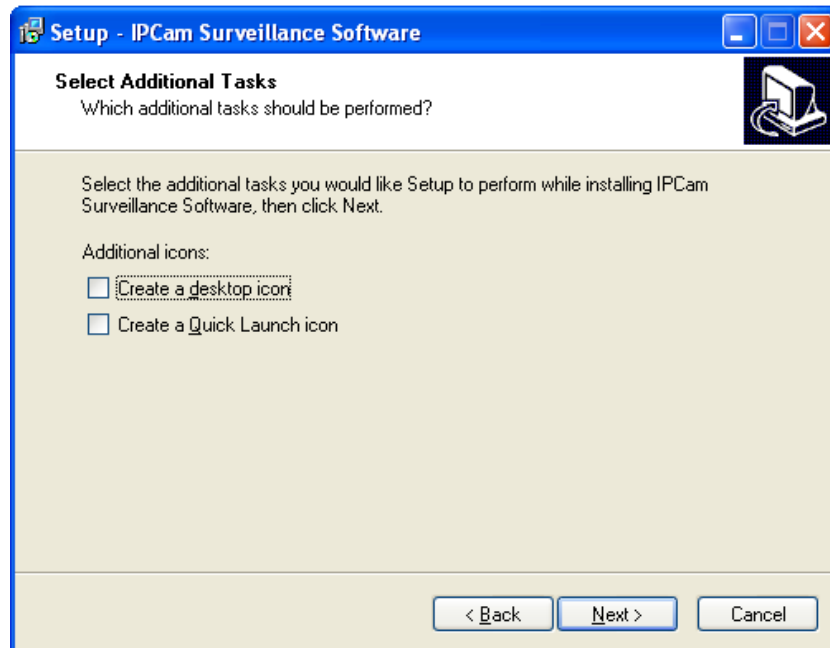 Setup - IPCam Surveillance Software
Select Additional Tasks
Which additional tasks should be performed?
Select the additional tasks you would like Setup to perform while installing IPCam
Surveillance Software, then click Next.
Additional icons:
Create a desktop icon
Create a Quick Launch icon
< Back Next > Cancel